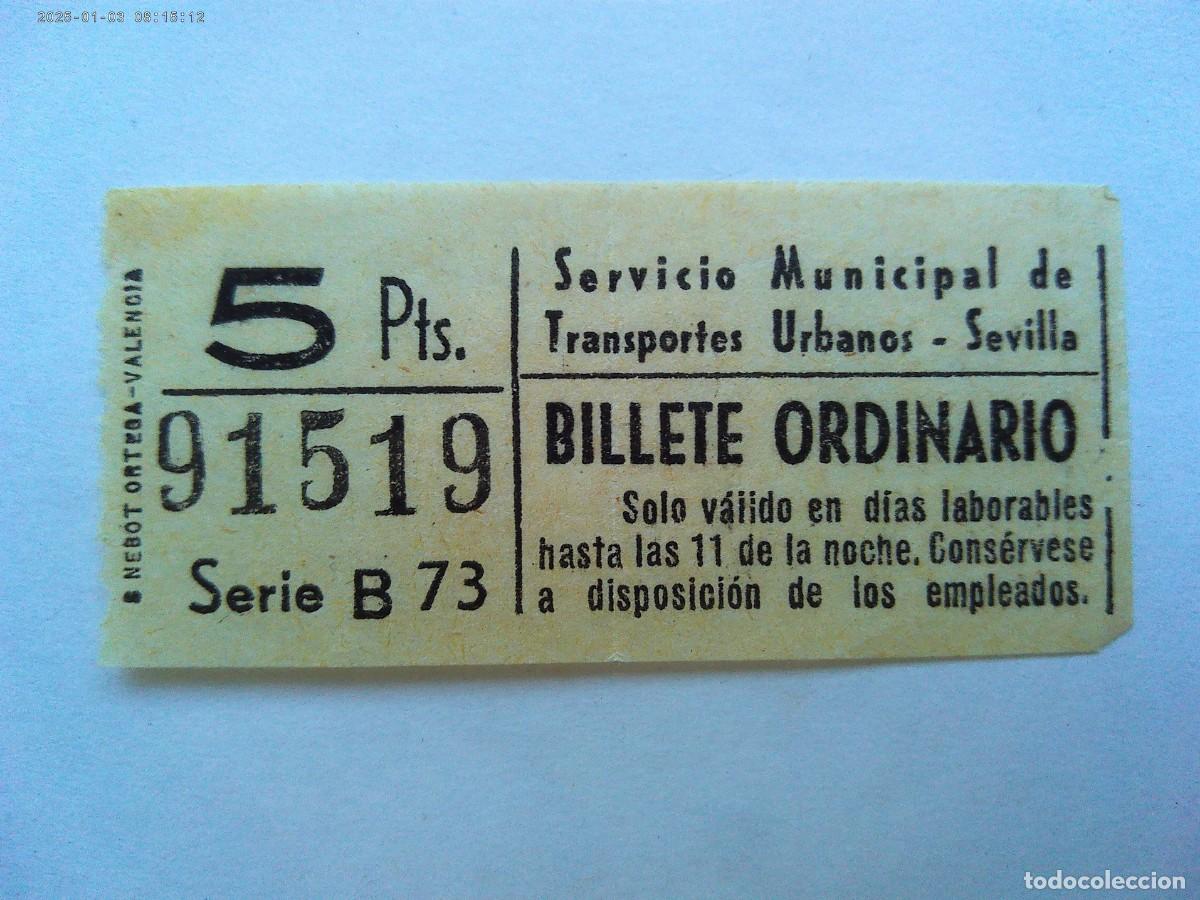 2025-01-03 08:15:12
5 Pts.
91519
Serie B 73
S NEBOT ORTEGA-VALENCIA
Servicio Municipal de
Transportes Urbanos - Sevilla
BILLETE ORDINARIO
Solo válido en días laborables
hasta las 11 de la noche. Consérvese
a disposición de los empleados.
todocoleccion